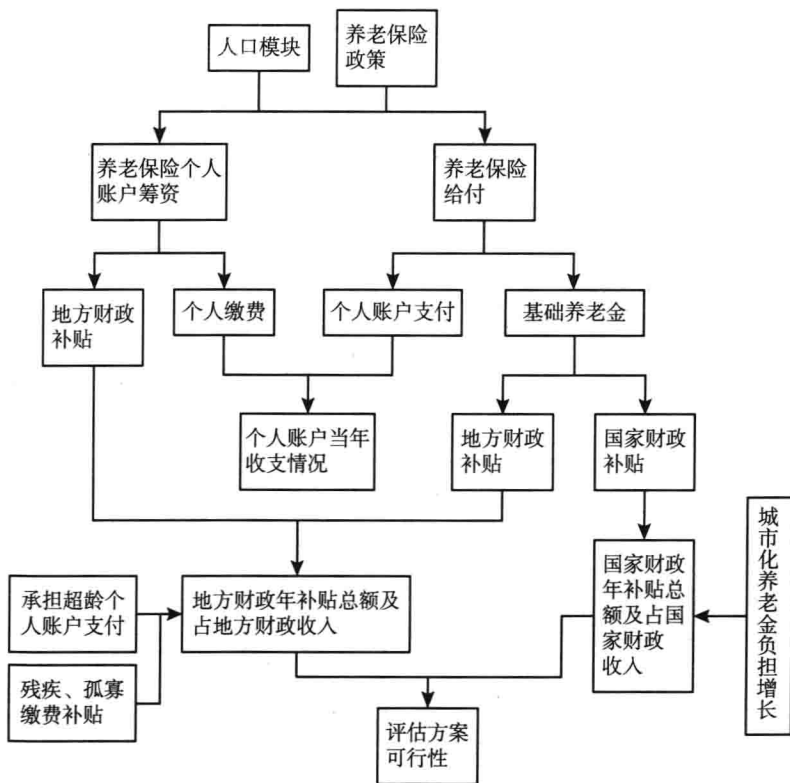 人口模块
养老保险
政策
养老保险个人
账户筹资
养老保险
给付
地方财政
补贴
个人缴费
个人账户支付
基础养老金
个人账户当年
收支情况
地方财政
补贴
国家财政
补贴
城市化养老金负担增长
承担超龄个
人账户支付
地方财政年补贴总额及
占地方财政收入
国家财政
年补贴总
额及占国
家财政
收入
残疾、孤寡
缴费补贴
评估方案
可行性